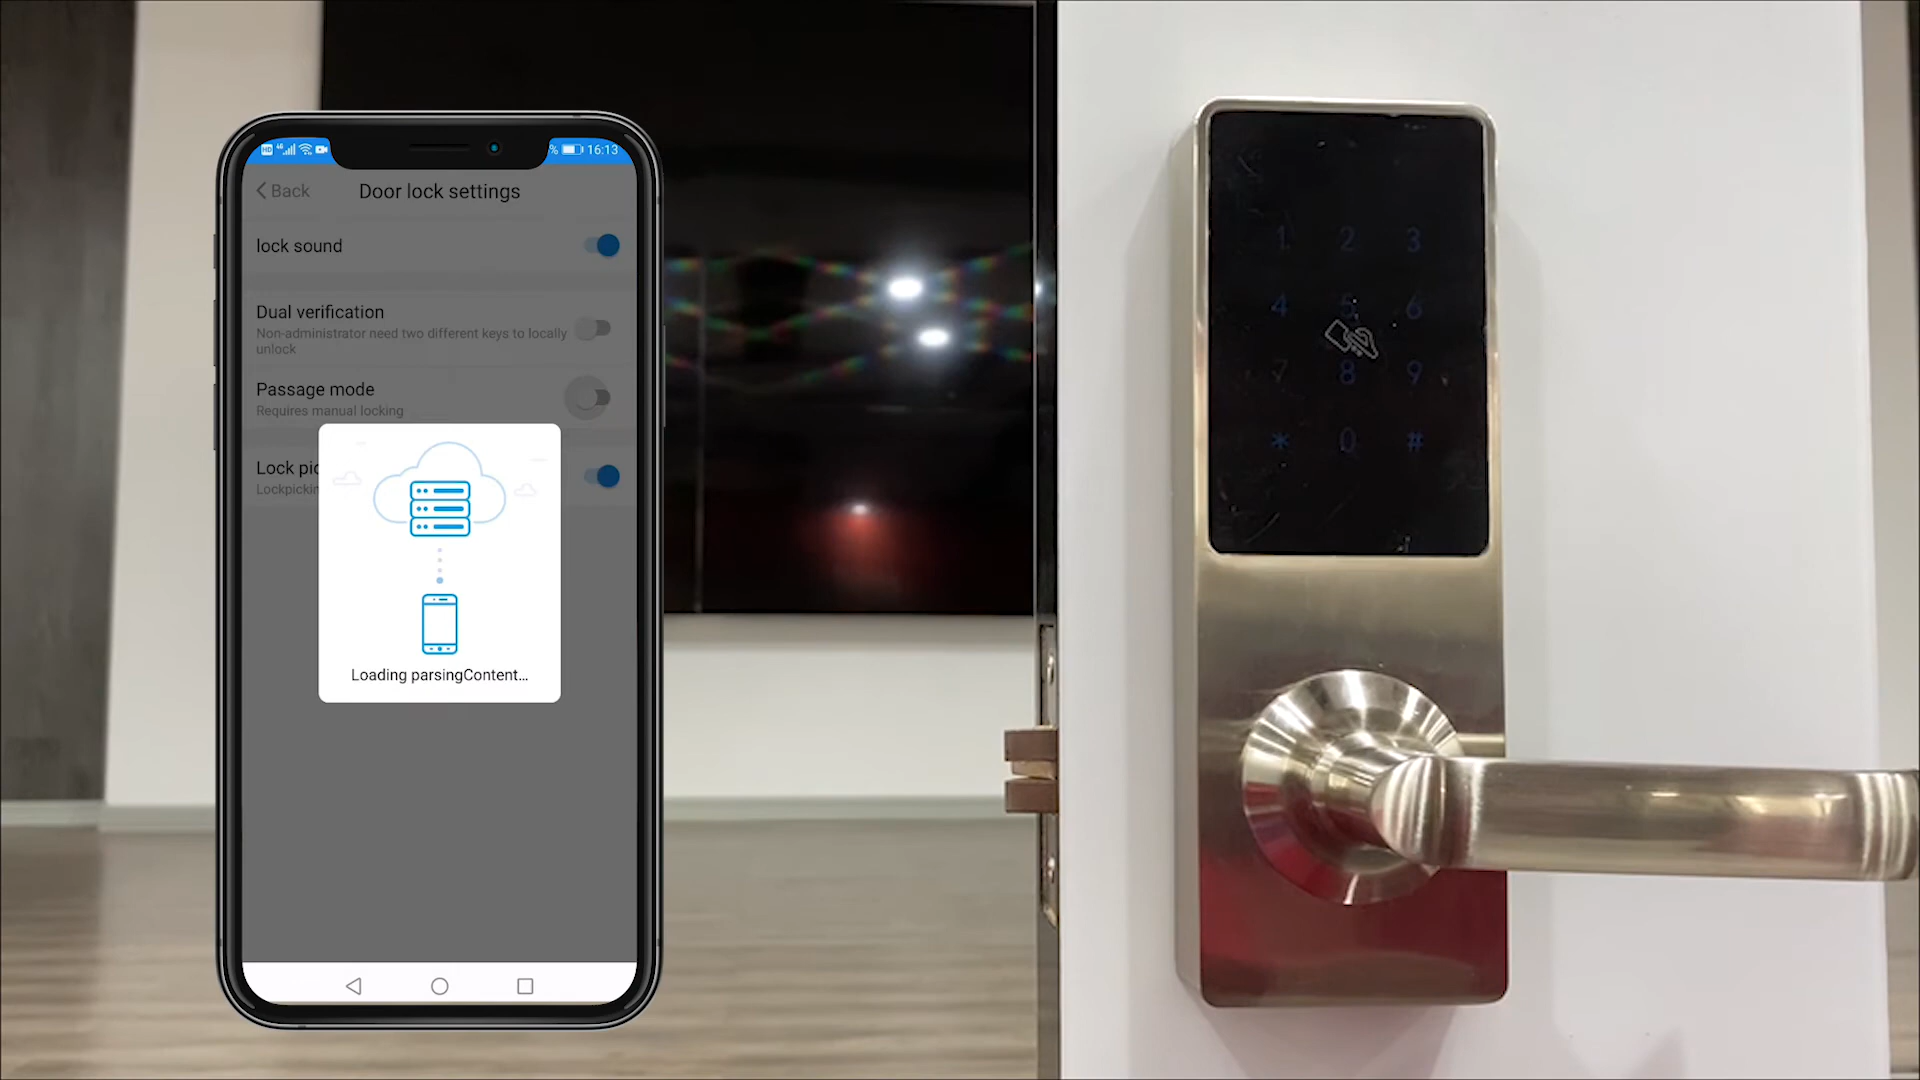 HD 4G % 16:13
Back Door lock settings
lock sound
Dual verification
Non-administrator need two different keys to locally
unlock
Passage mode
Requires manual locking
Lock
Lockpickin
Loading parsingContent...
1 2 3
4 5 6
7 8 9
* 0 #